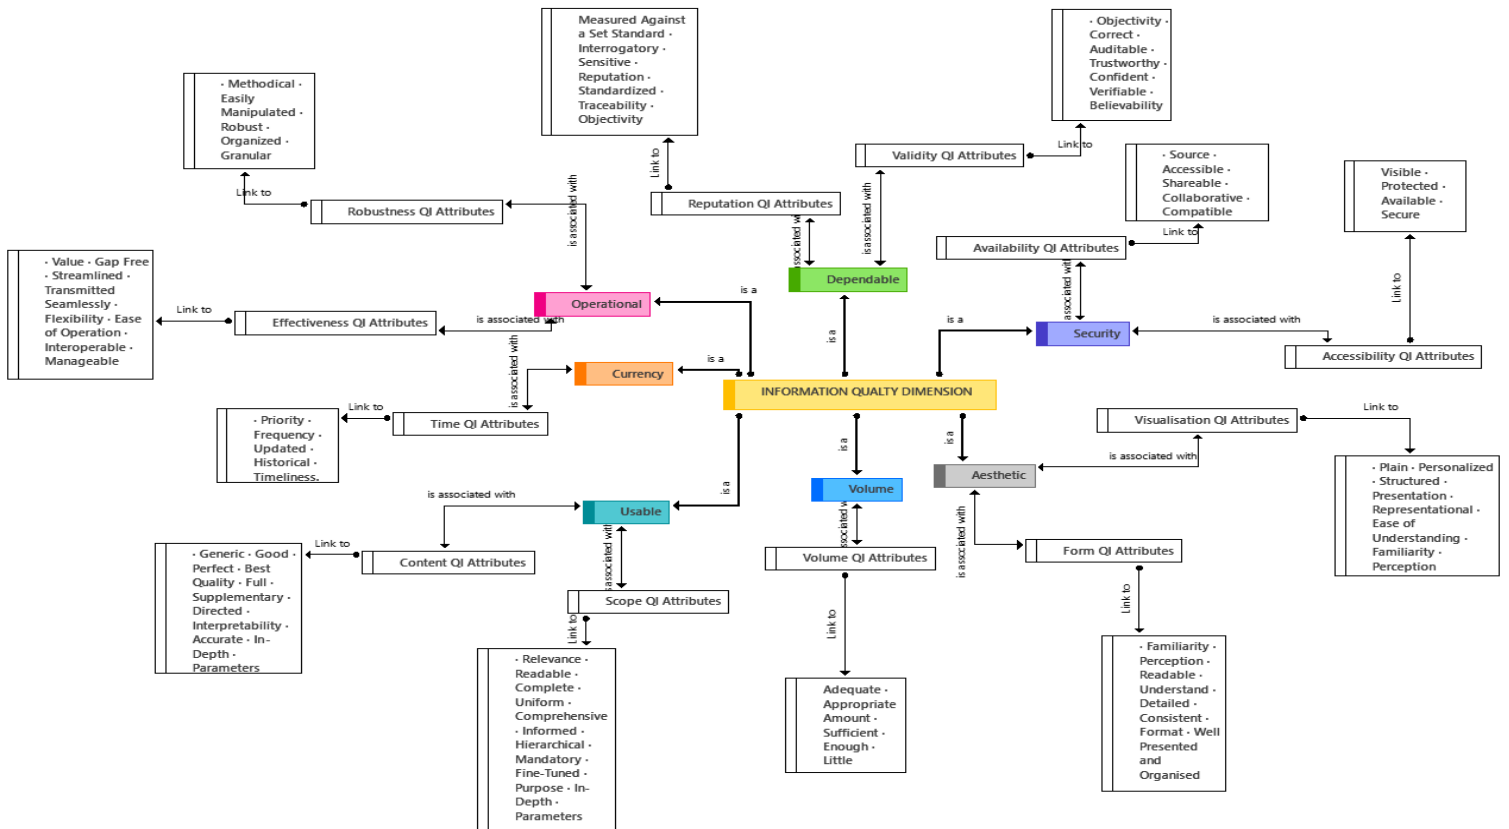 Measured Against
a Set Standard ·
Interrogatory ·
Sensitive ·
Reputation ·
Standardized ·
Traceability ·
Objectivity
· Objectivity ·
Correct ·
Auditable ·
Trustworthy ·
Confident ·
Verifiable ·
Believability
· Methodical ·
Easily
Manipulated ·
Robust ·
Organized ·
Granular
Link to
Link to
Link to
Validity QI Attributes
· Source ·
Accessible ·
Shareable ·
Collaborative ·
Compatible
Visible ·
Protected ·
Available ·
Secure
Robustness QI Attributes
is associated with
Reputation QI Attributes
associated
is associated with
Link to
Availability QI Attributes
associated with
Link to
· Value · Gap Free
· Streamlined ·
Transmitted
Seamlessly ·
Flexibility · Ease
of Operation ·
Interoperable ·
Manageable
Link to
Effectiveness QI Attributes
is associated with
Operational
is a
Dependable
is a
is a
Security
is associated with
Accessibility QI Attributes
is associated with
Currency
is a
INFORMATION QUALTY DIMENSION
· Priority ·
Frequency ·
Updated ·
Historical ·
Timeliness.
Link to
Time QI Attributes
is a
is a
is a
Visualisation QI Attributes
Link to
is associated with
Aesthetic
· Plain · Personalized
· Structured ·
Presentation ·
Representational ·
Ease of
Understanding ·
Familiarity ·
Perception
is associated with
Usable
Volume
Link to
Content QI Attributes
associated with
associated
Volume QI Attributes
is associated with
Form QI Attributes
· Generic · Good ·
Perfect · Best
Quality · Full ·
Supplementary ·
Directed ·
Interpretability ·
Accurate · In-
Depth ·
Parameters
Scope QI Attributes
Link to
Link to
Link to
· Relevance ·
Readable ·
Complete ·
Uniform ·
Comprehensive
· Informed ·
Hierarchical ·
Mandatory ·
Fine-Tuned ·
Purpose · In-
Depth ·
Parameters
Adequate ·
Appropriate
Amount ·
Sufficient ·
Enough ·
Little
· Familiarity ·
Perception ·
Readable ·
Understand ·
Detailed ·
Consistent ·
Format · Well
Presented
and
Organised